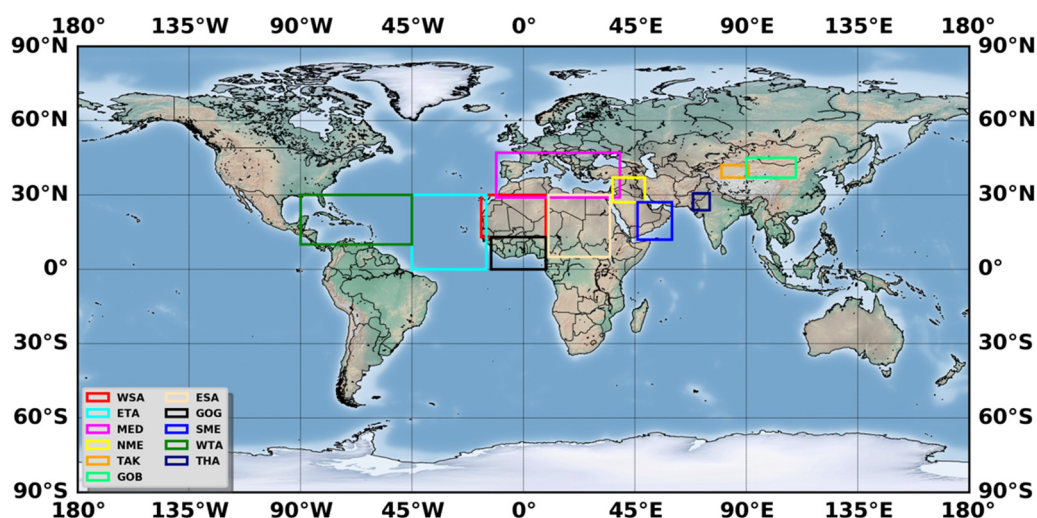 180° 135°W 90°W 45°W 0° 45°E 90°E 135°E 180°
90°N 90°N
60°N 60°N
30°N 30°N
0° 0°
30°S 30°S
60°S 60°S
90°S 90°S
WSA ESA
ETA GOG
MED SME
NME WTA
TAK THA
GOB
180° 135°W 90°W 45°W 0° 45°E 90°E 135°E 180°